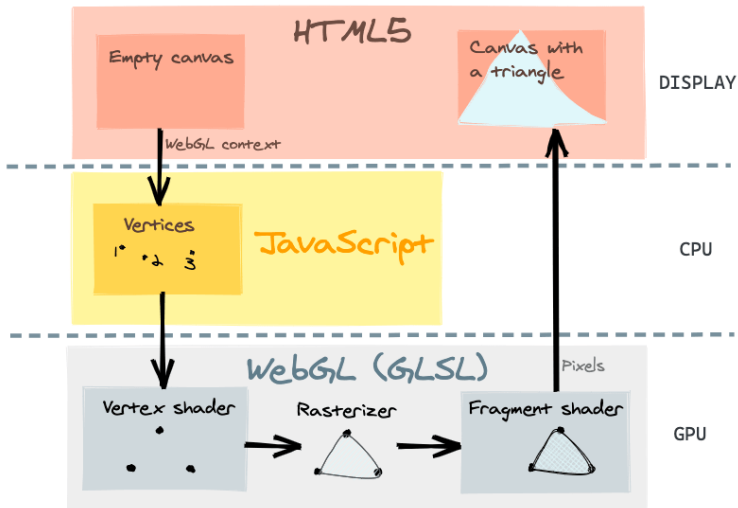 HTML5
Empty canvas
Canvas with
a triangle
DISPLAY
WebGL context
Vertices
1 2 3
JavaScript
CPU
WebGL (GLSL)
Pixels
Vertex shader
Rasterizer
Fragment shader
GPU